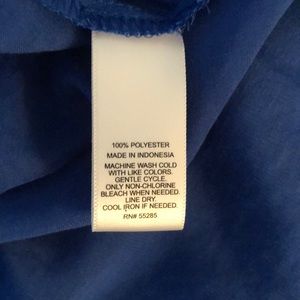 100% POLYESTER
MADE IN INDONESIA
MACHINE WASH COLD
WITH LIKE COLORS.
GENTLE CYCLE.
ONLY NON-CHLORINE
BLEACH WHEN NEEDED.
LINE DRY.
COOL IRON IF NEEDED.
RN# 55285